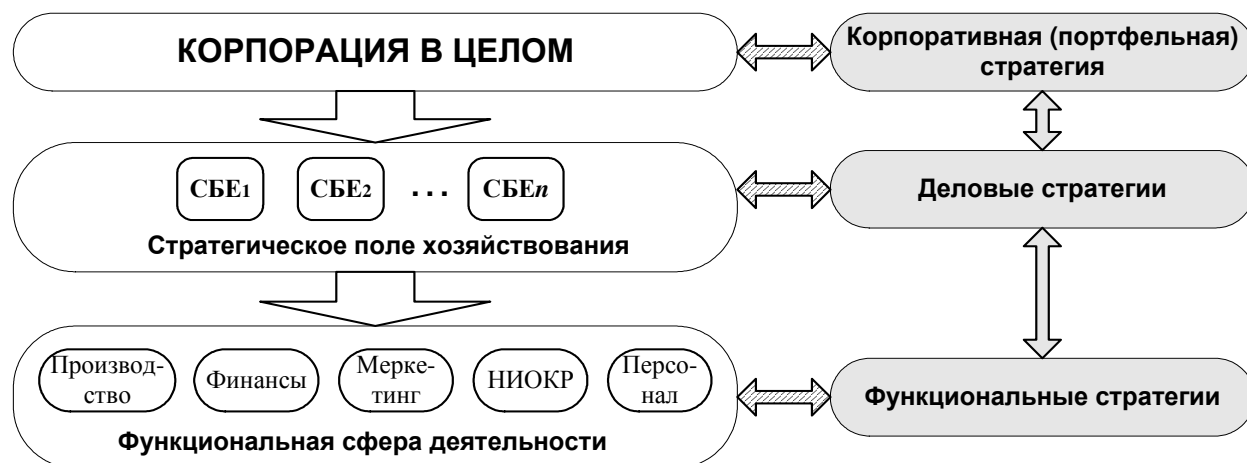 КОРПОРАЦИЯ В ЦЕЛОМ
Корпоративная (портфельная)
стратегия
СБЕ1 СБЕ2 ... СБЕn
Стратегическое поле хозяйствования
Деловые стратегии
Производ-
ство
Финансы
Мерке-
тинг
НИОКР
Персо-
нал
Функциональная сфера деятельности
Функциональные стратегии